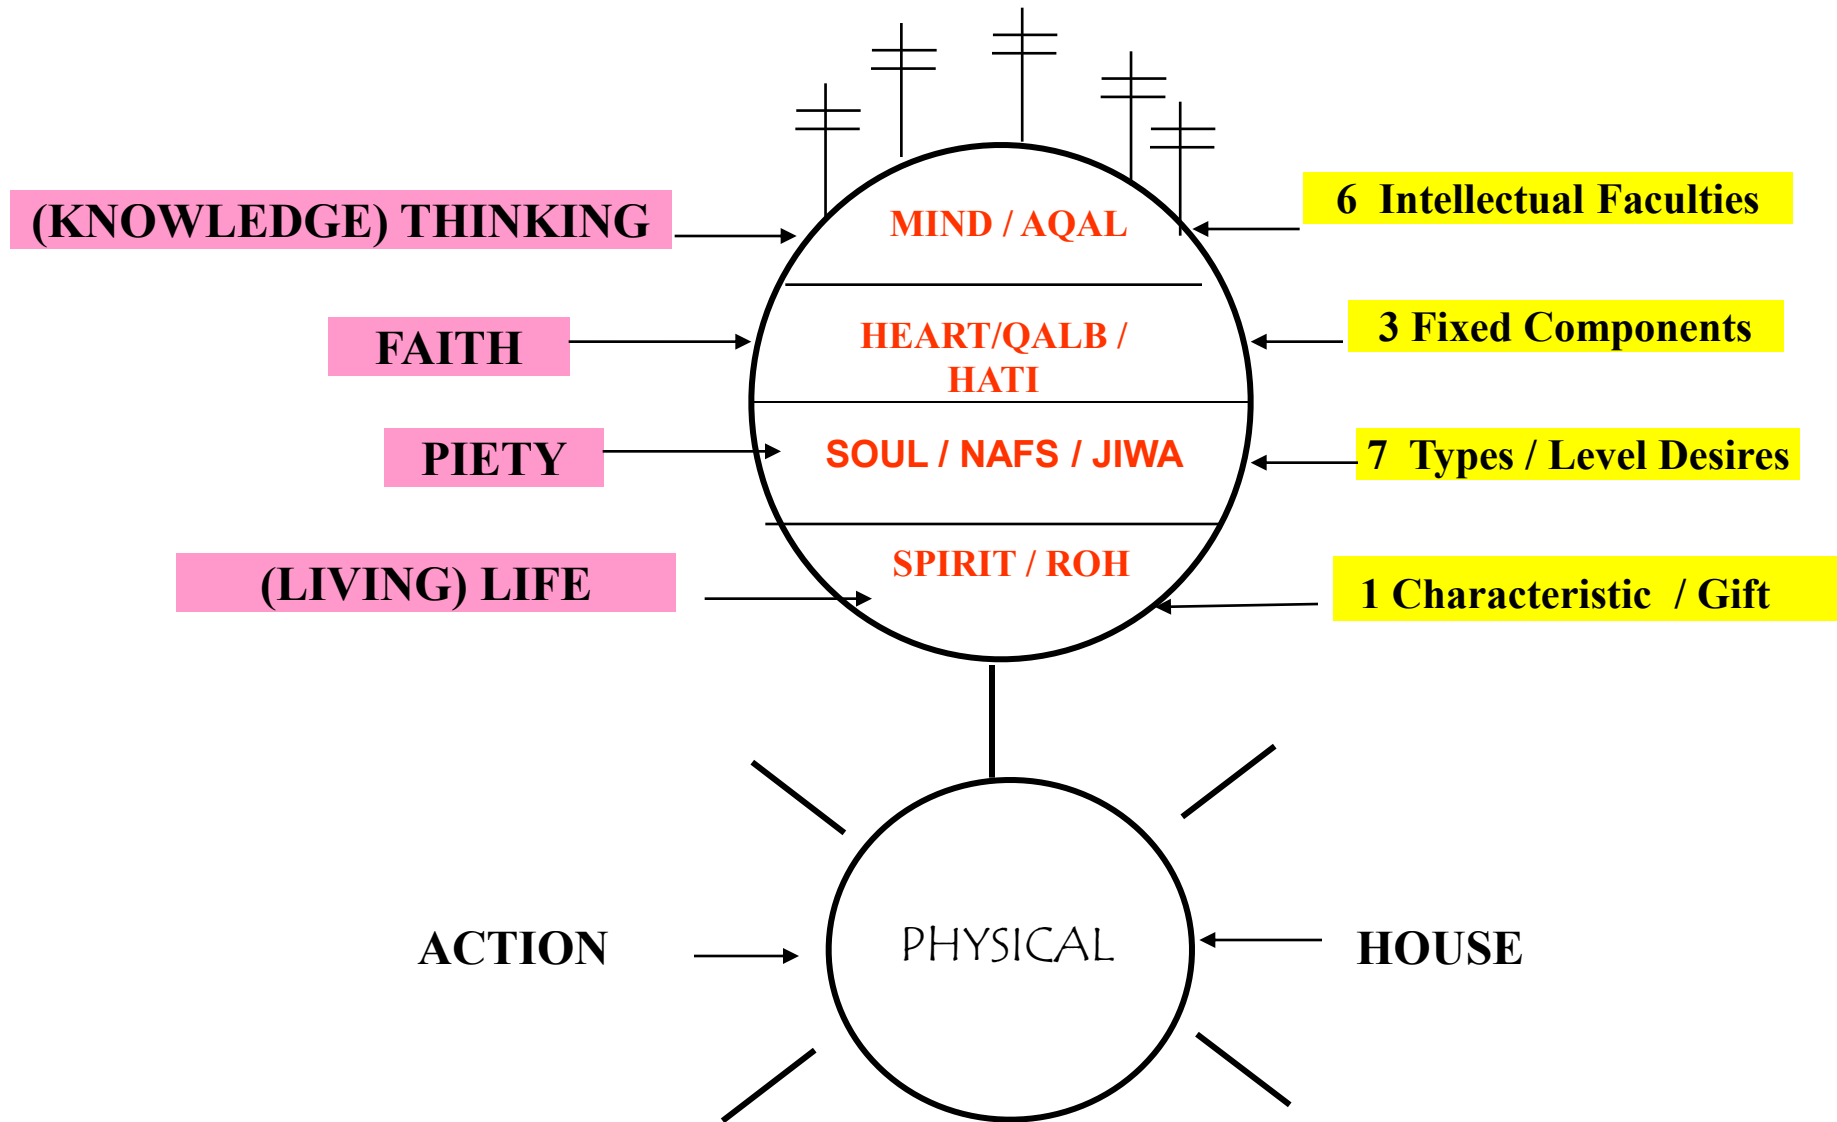 (KNOWLEDGE) THINKING
MIND / AQAL
6 Intellectual Faculties
FAITH
HEART/QALB /
HATI
3 Fixed Components
PIETY
SOUL / NAFS / JIWA
7 Types / Level Desires
(LIVING) LIFE
SPIRIT / ROH
1 Characteristic / Gift
ACTION
PHYSICAL
HOUSE